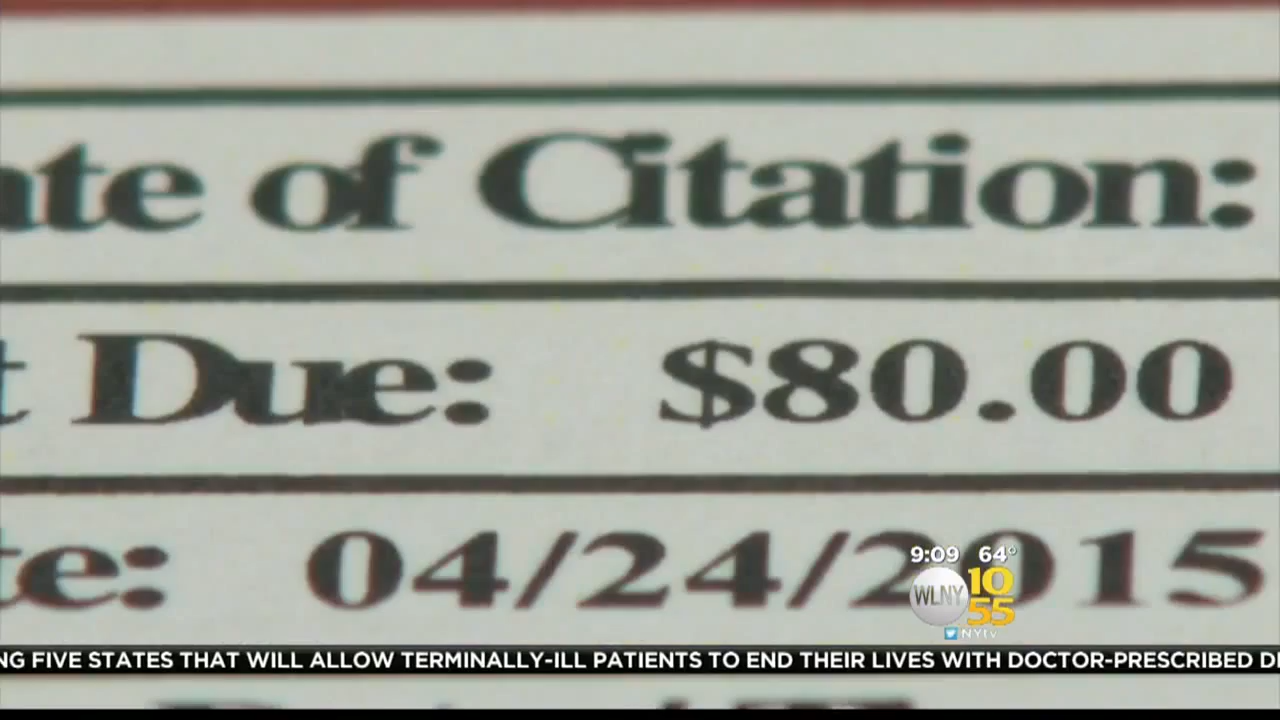 ate of Citation:
t Due: $80.00
te: 04/24/2015
9:09 64°
WLNY 10
55
NYtv
NG FIVE STATES THAT WILL ALLOW TERMINALLY-ILL PATIENTS TO END THEIR LIVES WITH DOCTOR-PRESCRIBED D